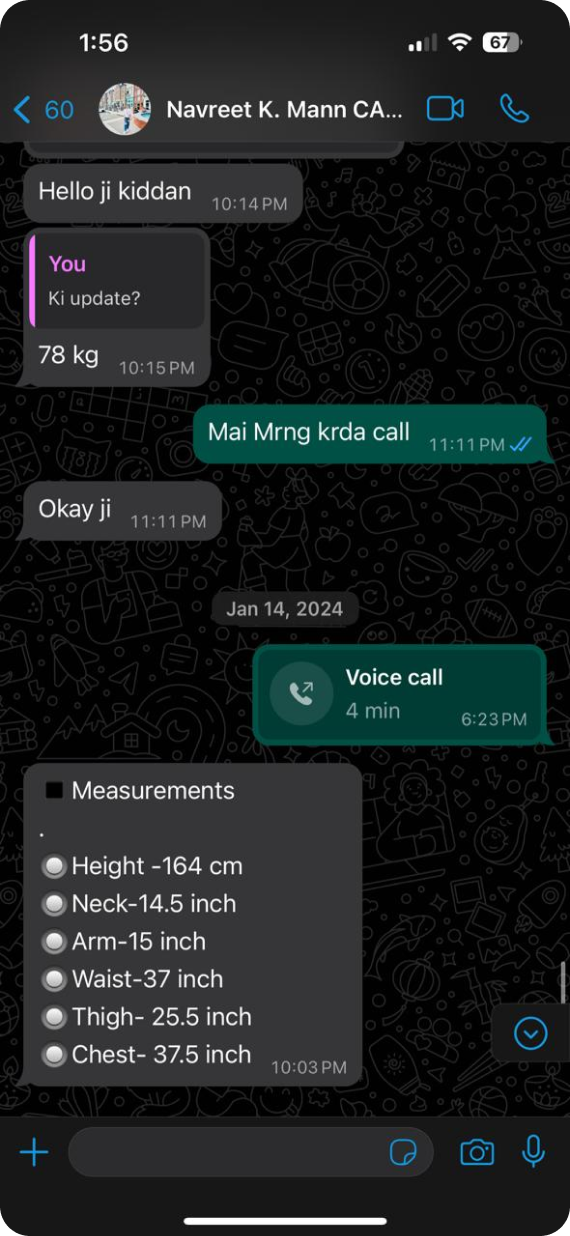 1:56
67
60
Navreet K. Mann CA...
Hello ji kiddan
10:14 PM
You
Ki update?
78 kg
10:15 PM
Mai Mrng krda call
11:11 PM
Okay ji
11:11 PM
Jan 14, 2024
Voice call
4 min
6:23 PM
Measurements
.
Height -164 cm
Neck-14.5 inch
Arm-15 inch
Waist-37 inch
Thigh- 25.5 inch
Chest- 37.5 inch
10:03 PM